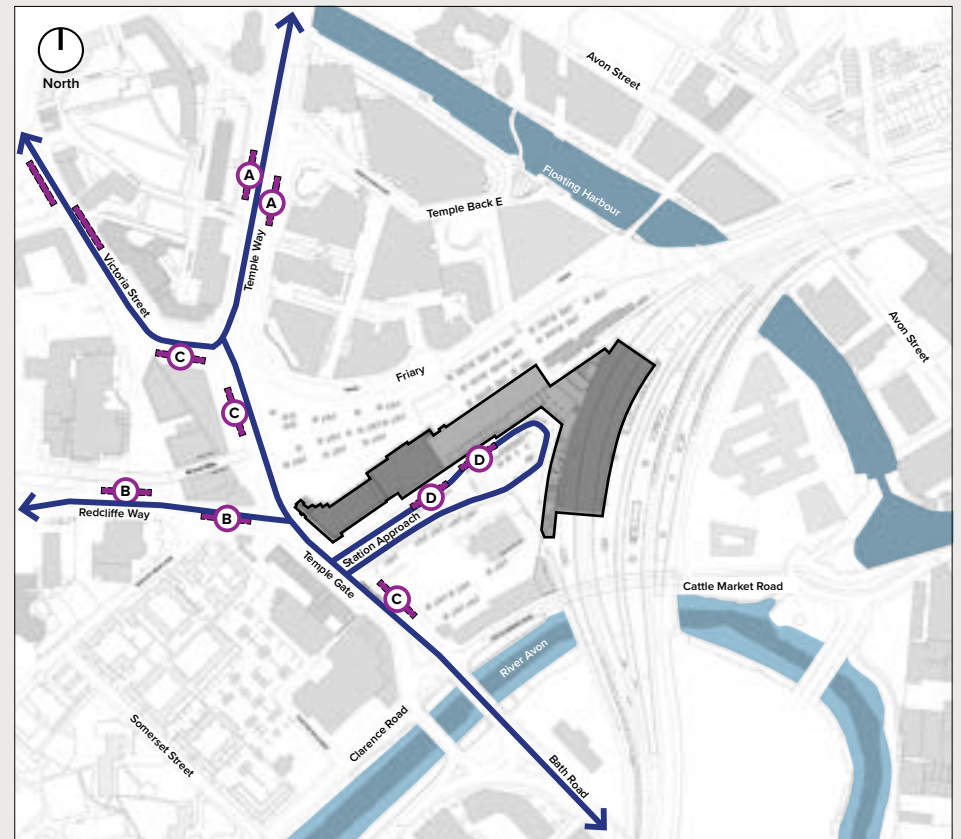 North
Avon Street
A
A
Floating Harbour
Temple Back E
Temple Way
Victoria Street
Avon Street
C
Friary
C
D
D
B
Redcliffe Way
B
Station Approach
Temple Gate
C
Cattle Market Road
River Avon
Clarence Road
Somerset Street
Bath Road